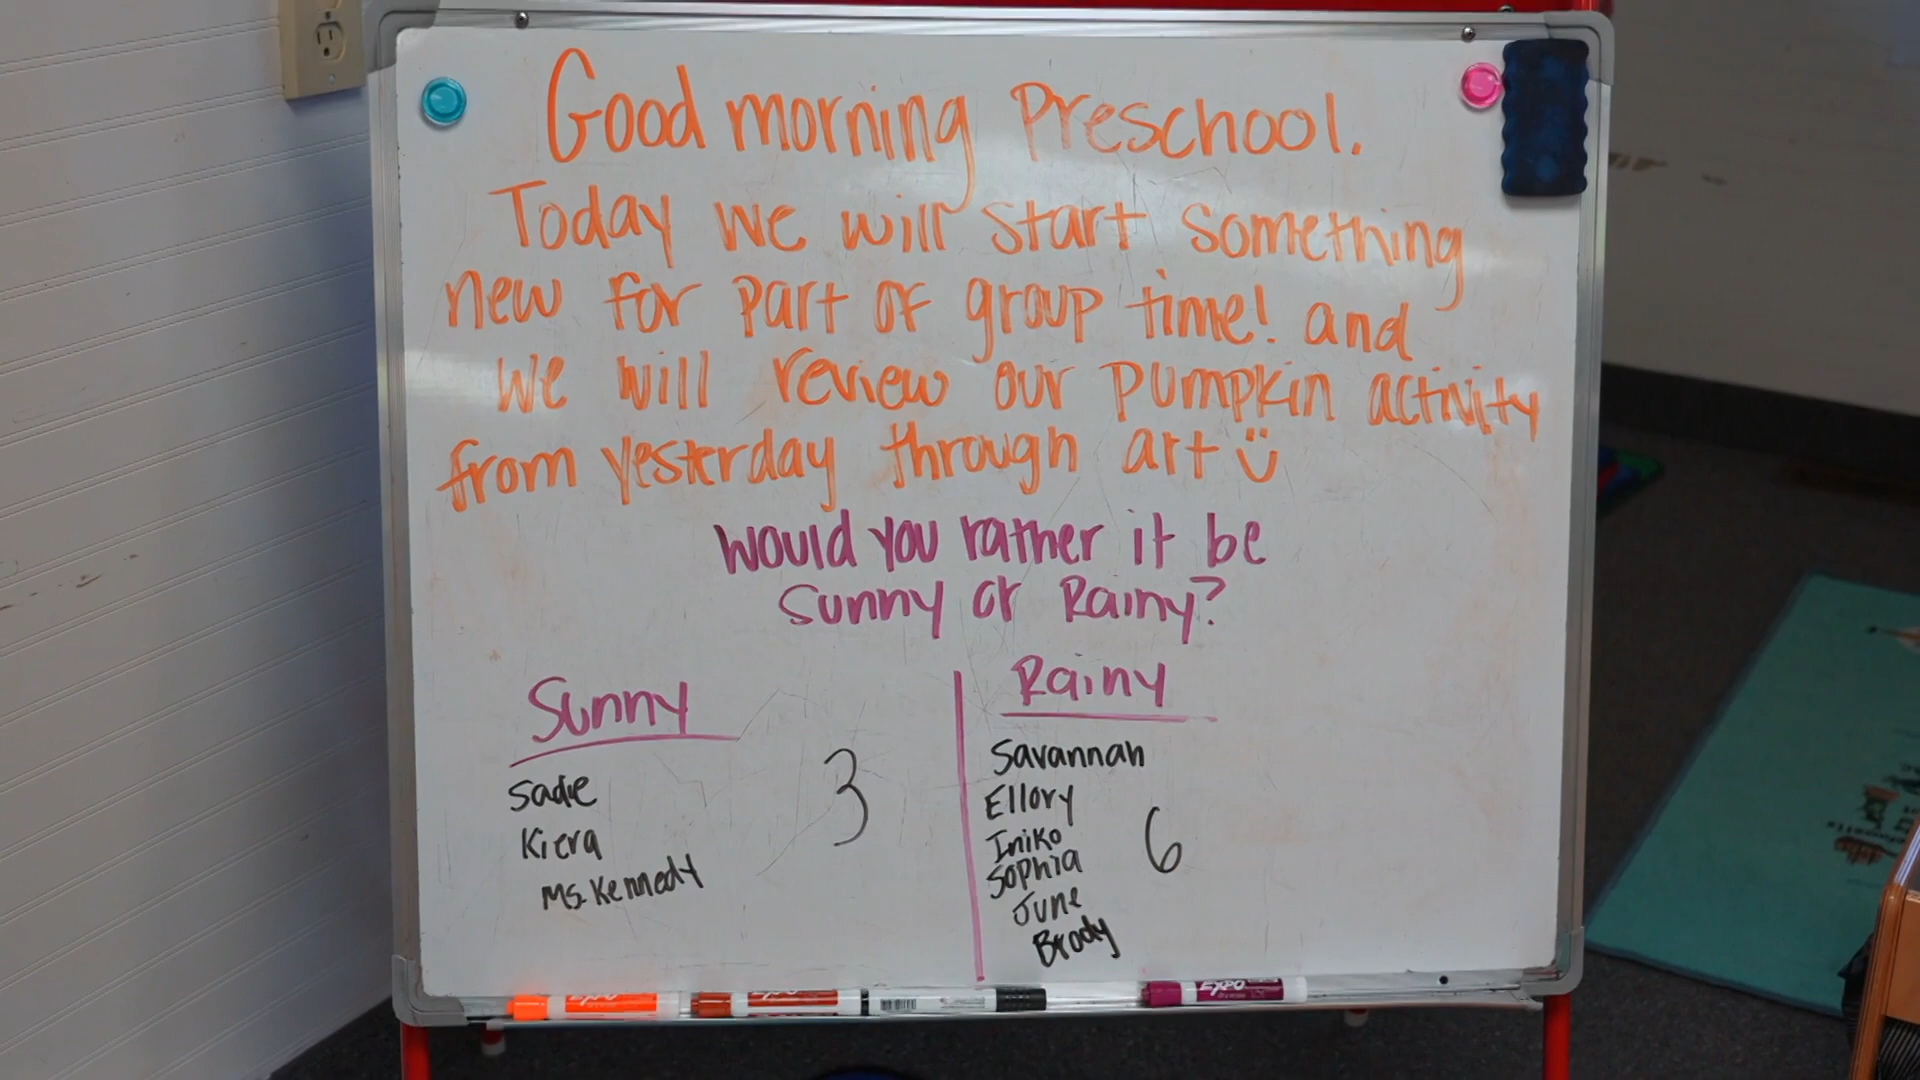 Good morning Preschool.
Today we will start something
new for part of group time! and
we will review our pumpkin activity
from yesterday through art
Would you rather it be
Sunny or Rainy?
Sunny
Sadie
Kiera
Ms. Kennedy
3
Rainy
Savannah
Ellory
Iniko
Sophia
June
Brody
6
EXPO
EXPO
EXPO